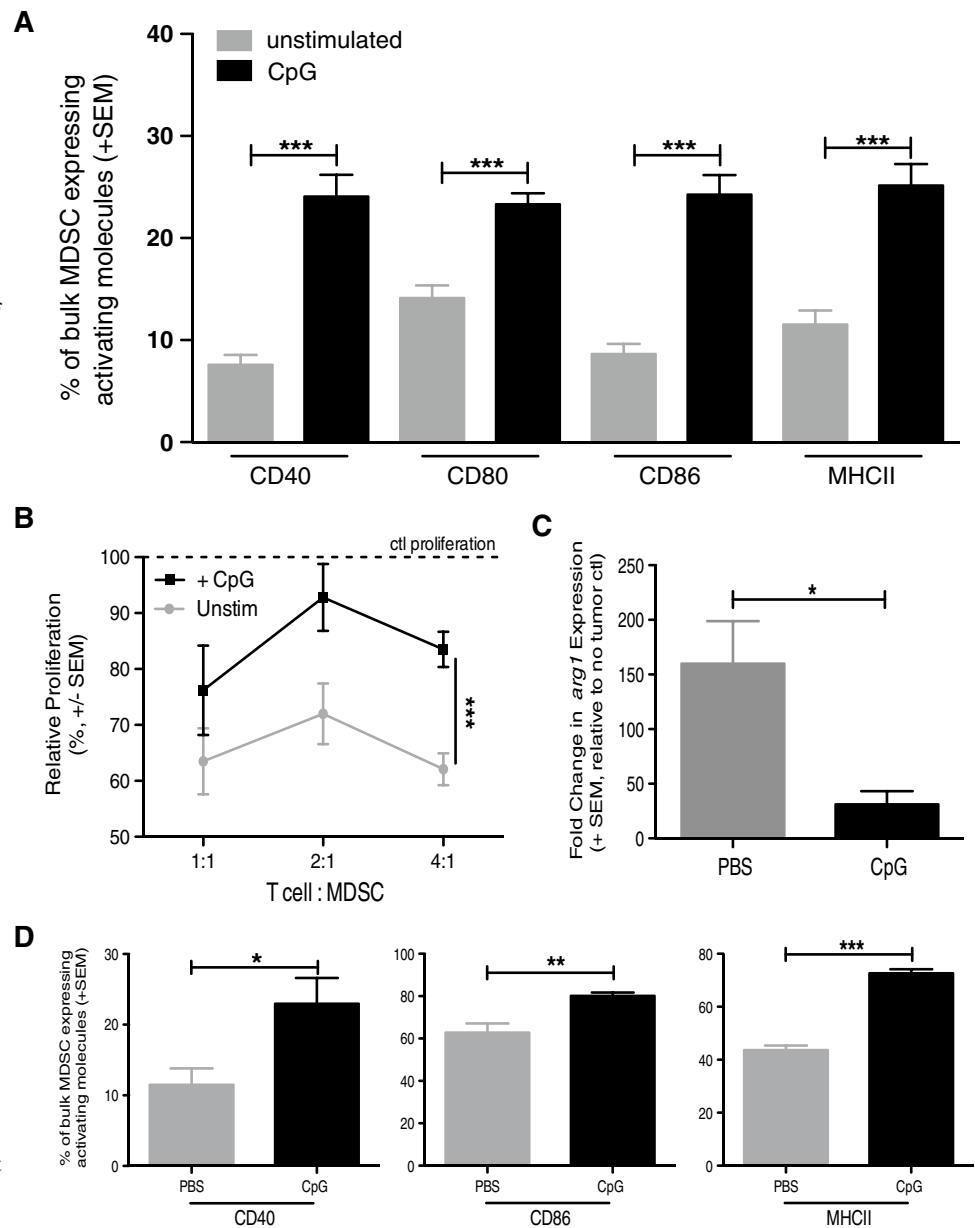 A
40
30
20
10
0
% of bulk MDSC expressing
activating molecules (+SEM)
unstimulated
CpG
***
***
***
***
CD40
CD80
CD86
MHCII
B
100
90
80
70
60
50
Relative Proliferation
(%, +/- SEM)
ctl proliferation
+ CpG
Unstim
***
1:1
2:1
4:1
T cell : MDSC
C
250
200
150
100
50
0
Fold Change in arg1 Expression
(+ SEM, relative to no tumor ctl)
*
PBS
CpG
D
% of bulk MDSC expressing
activating molecules (+SEM)
30
20
10
0
*
PBS
CpG
CD40
100
80
60
40
20
0
**
PBS
CpG
CD86
80
60
40
20
0
***
PBS
CpG
MHCII